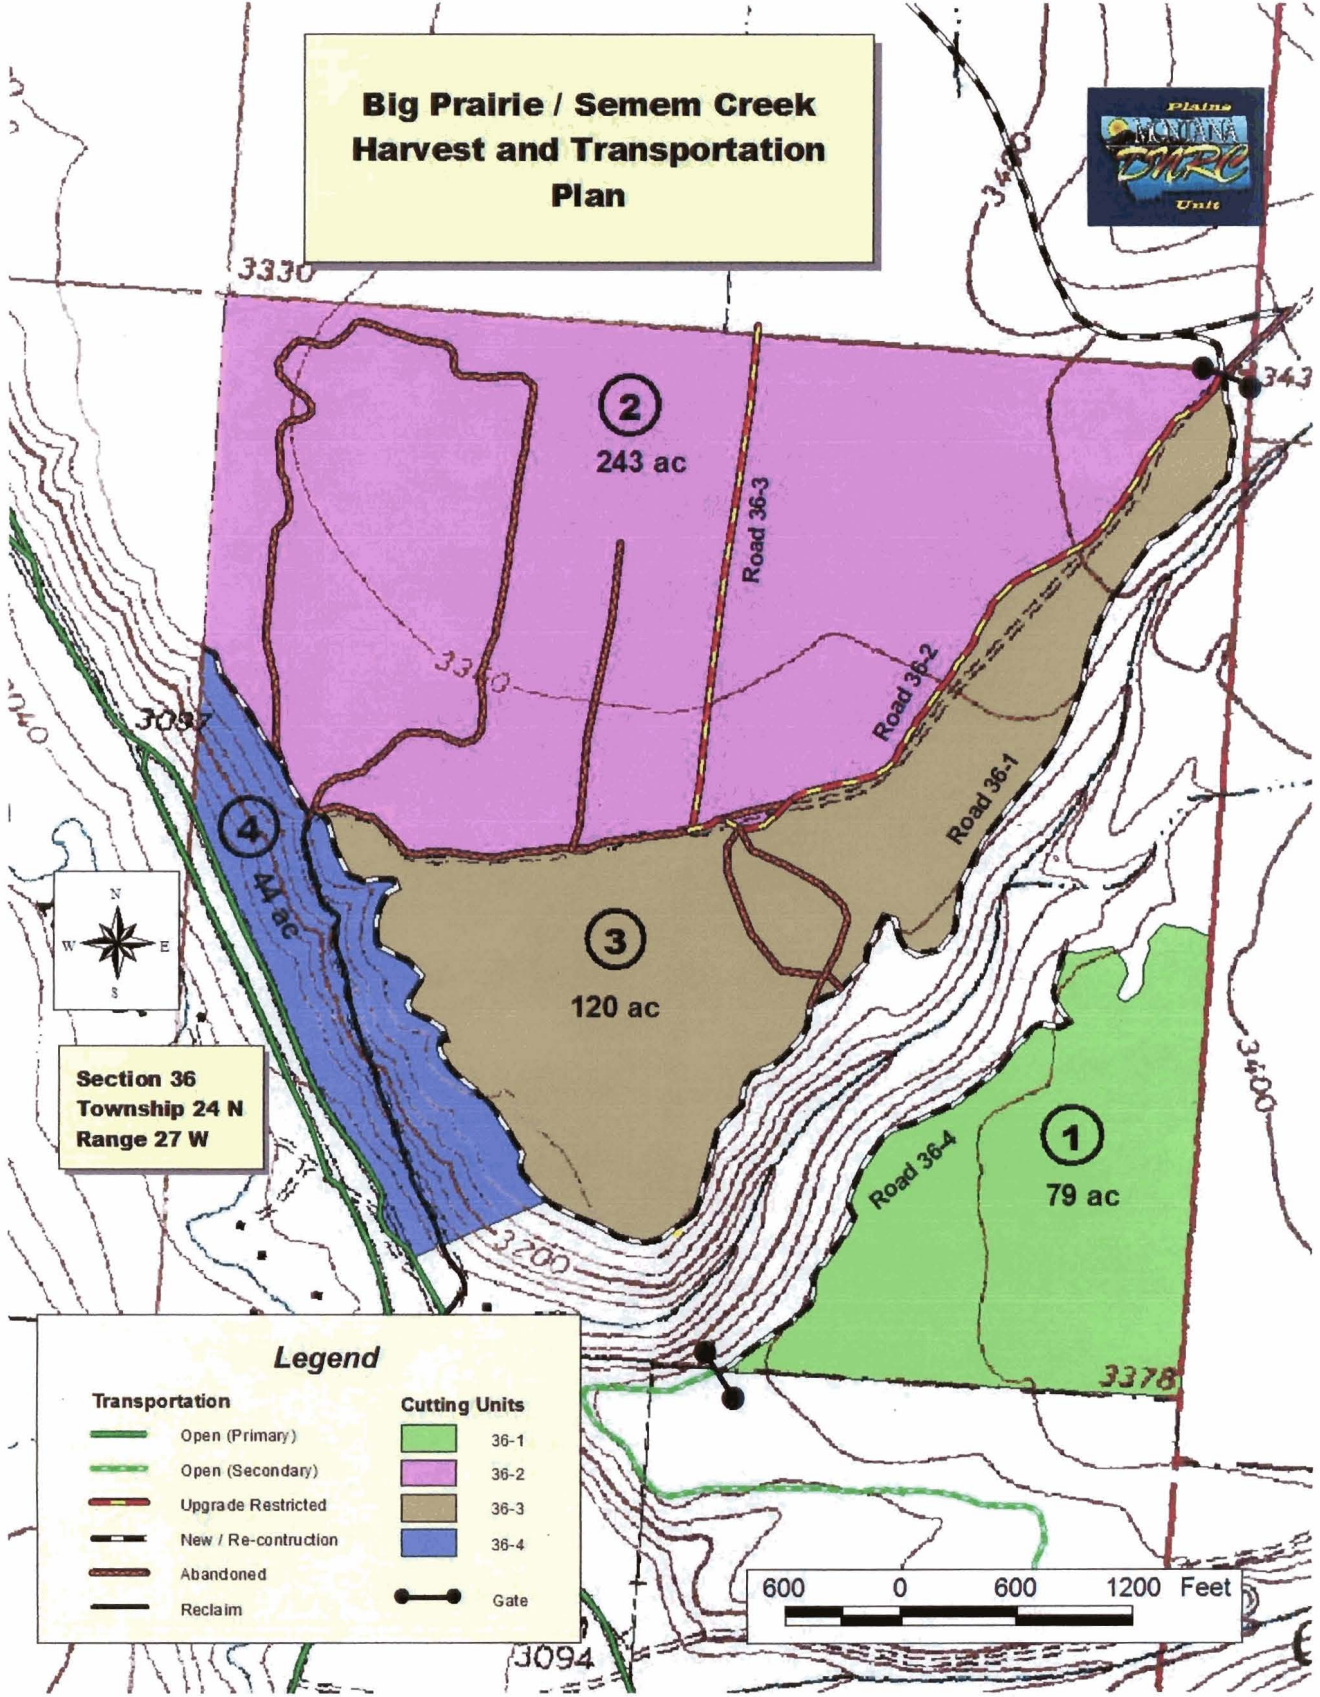 Big Prairie / Semem Creek
Harvest and Transportation
Plan
Plains
MONTANA
DNRC
Unit
3400
3330
343
2
243 ac
Road 36-3
3340
Road 36-2
3097
Road 36-1
4
44 ac
N
W E
S
3
120 ac
3400
Section 36
Township 24 N
Range 27 W
1
79 ac
Road 36-4
3200
3378
Legend
Transportation
Open (Primary)
Open (Secondary)
Upgrade Restricted
New / Re-contruction
Abandoned
Reclaim
Cutting Units
36-1
36-2
36-3
36-4
Gate
600 0 600 1200 Feet
3094